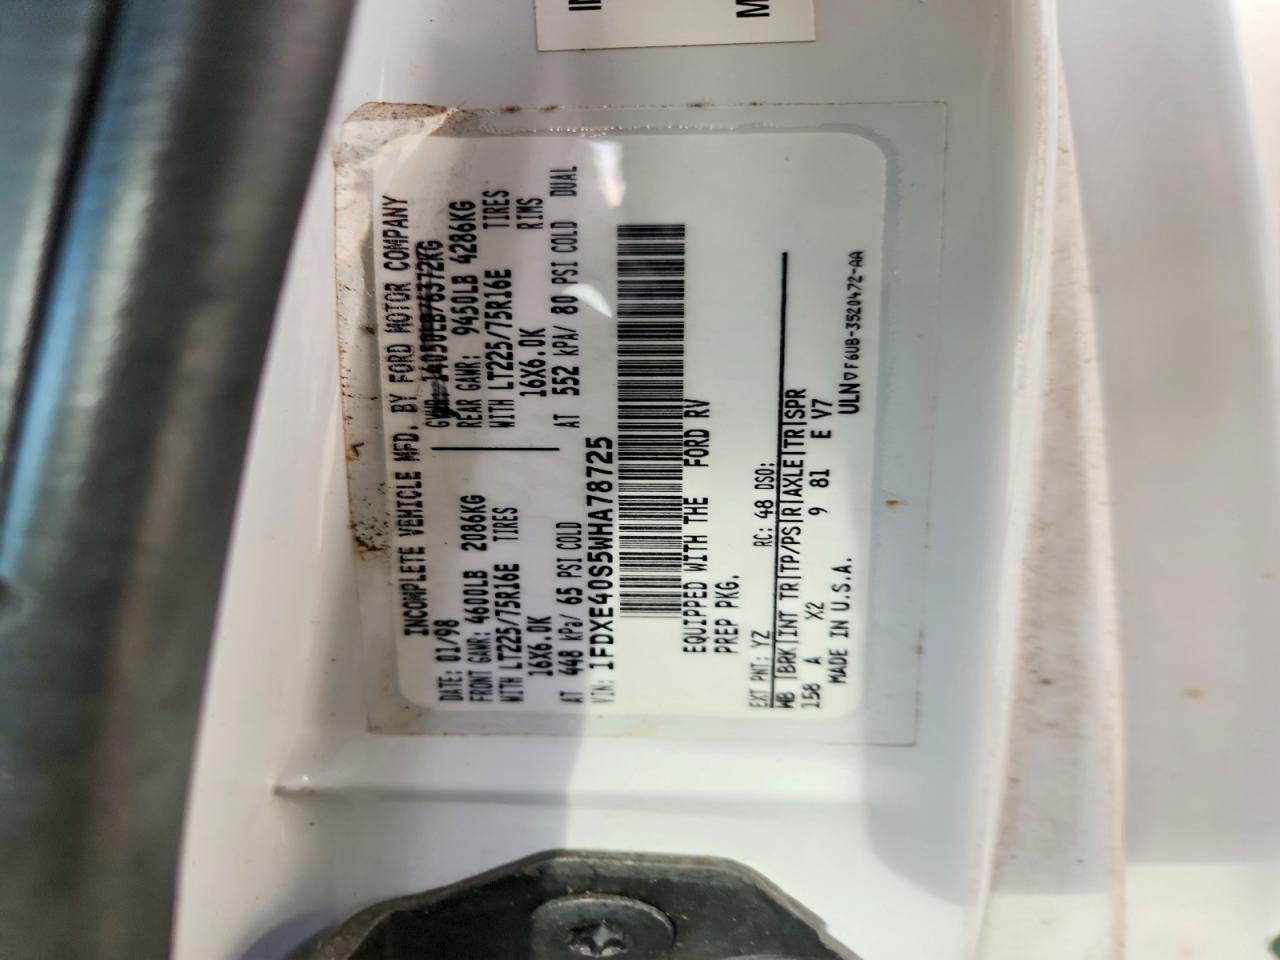 INCOMPLETE VEHICLE MFD. BY FORD MOTOR COMPANY
DATE: 01/98 GVWR: 14050LB/6372KG
FRONT GAWR: 4600LB 2086KG REAR GAWR: 9450LB 4286KG
WITH LT225/75R16E TIRES WITH LT225/75R16E TIRES
16X6.0K 16X6.0K RIMS
AT 448 kPa/ 65 PSI COLD AT 552 kPA/ 80 PSI COLD DUAL
VIN: 1FDXE40S5WHA78725
EQUIPPED WITH THE FORD RV
PREP PKG.
EXT PNT: YZ RC: 48 DSO:
WB |BRK|INT TR|TP/PS|R|AXLE|TR|SPR
158 A X2 9 81 E V7
MADE IN U.S.A.
ULN ▽F6UB-3520472-AA